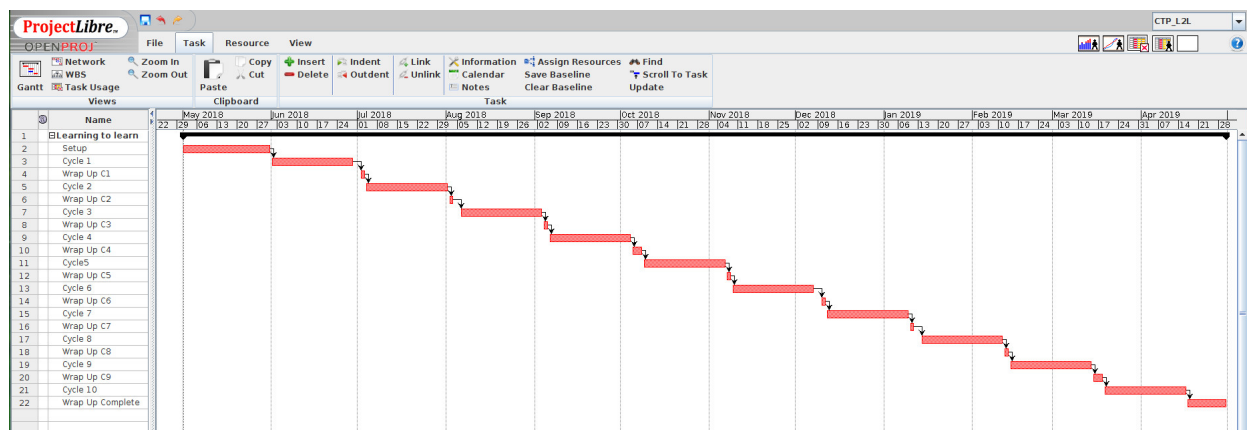 CTP_L2L
ProjectLibre™
OPENPROJ
File Task Resource View
Network Zoom In Copy Insert Indent Link Information Assign Resources Find
WBS Zoom Out Cut Delete Outdent Unlink Calendar Save Baseline Scroll To Task
Gantt Task Usage Paste Notes Clear Baseline Update
Views Clipboard Task
Name
May 2018 Jun 2018 Jul 2018 Aug 2018 Sep 2018 Oct 2018 Nov 2018 Dec 2018 Jan 2019 Feb 2019 Mar 2019 Apr 2019
22 29 06 13 20 27 03 10 17 24 01 08 15 22 29 05 12 19 26 02 09 16 23 30 07 14 21 28 04 11 18 25 02 09 16 23 30 06 13 20 27 03 10 17 24 03 10 17 24 31 07 14 21 28
1 Learning to learn
2 Setup
3 Cycle 1
4 Wrap Up C1
5 Cycle 2
6 Wrap Up C2
7 Cycle 3
8 Wrap Up C3
9 Cycle 4
10 Wrap Up C4
11 Cycle5
12 Wrap Up C5
13 Cycle 6
14 Wrap Up C6
15 Cycle 7
16 Wrap Up C7
17 Cycle 8
18 Wrap Up C8
19 Cycle 9
20 Wrap Up C9
21 Cycle 10
22 Wrap Up Complete